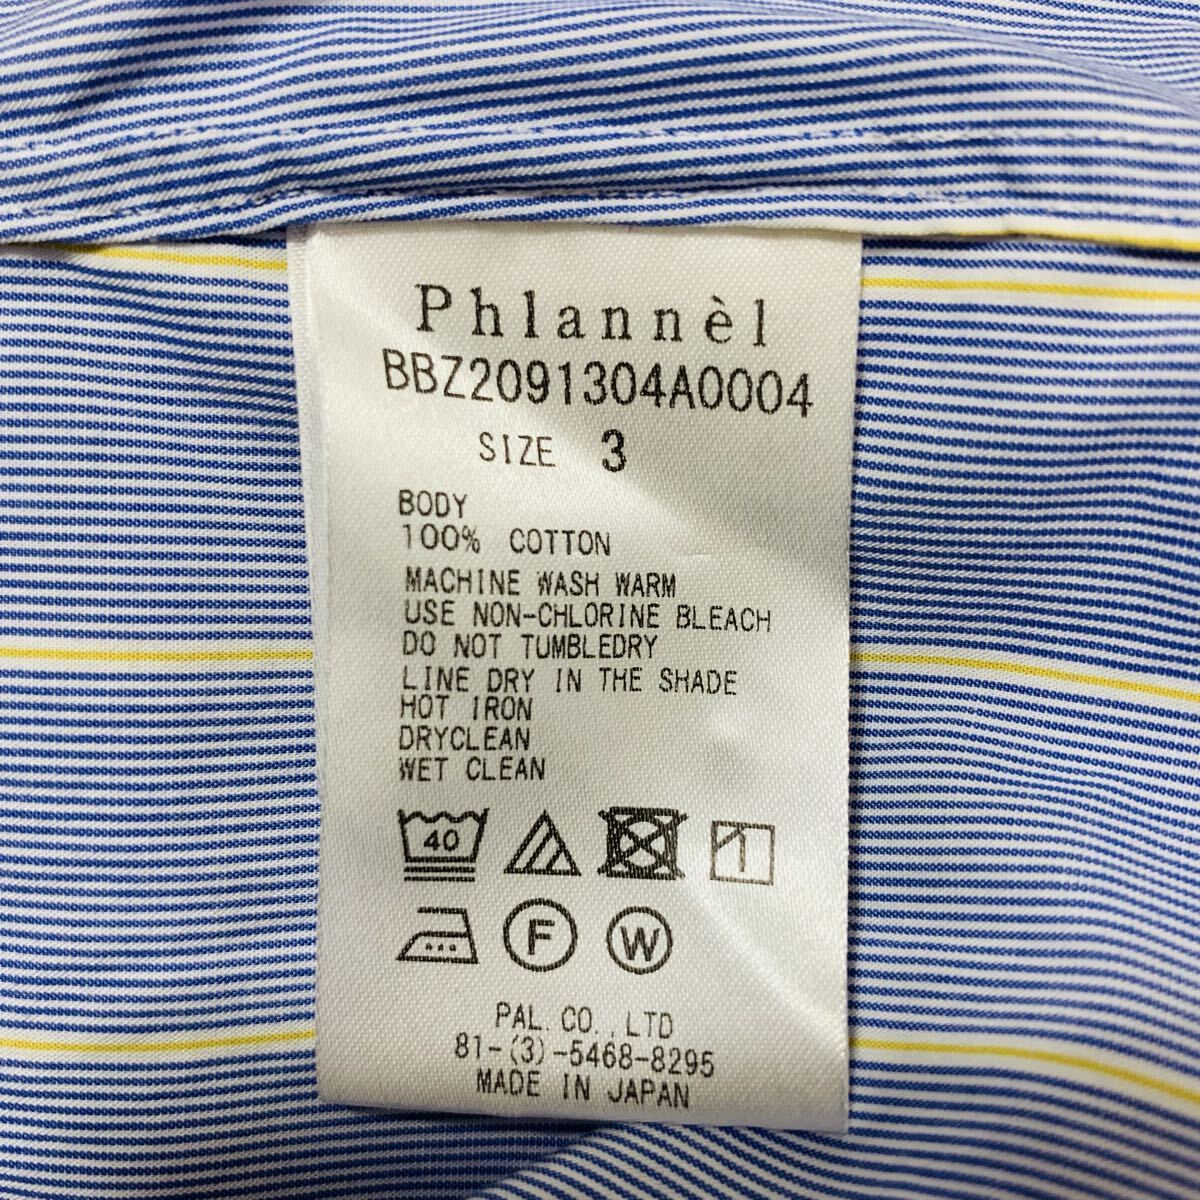 Phlannèl
BBZ2091304A0004
SIZE 3
BODY
100% COTTON
MACHINE WASH WARM
USE NON-CHLORINE BLEACH
DO NOT TUMBLEDRY
LINE DRY IN THE SHADE
HOT IRON
DRYCLEAN
WET CLEAN
40
F W
PAL. CO., LTD
81-(3)-5468-8295
MADE IN JAPAN